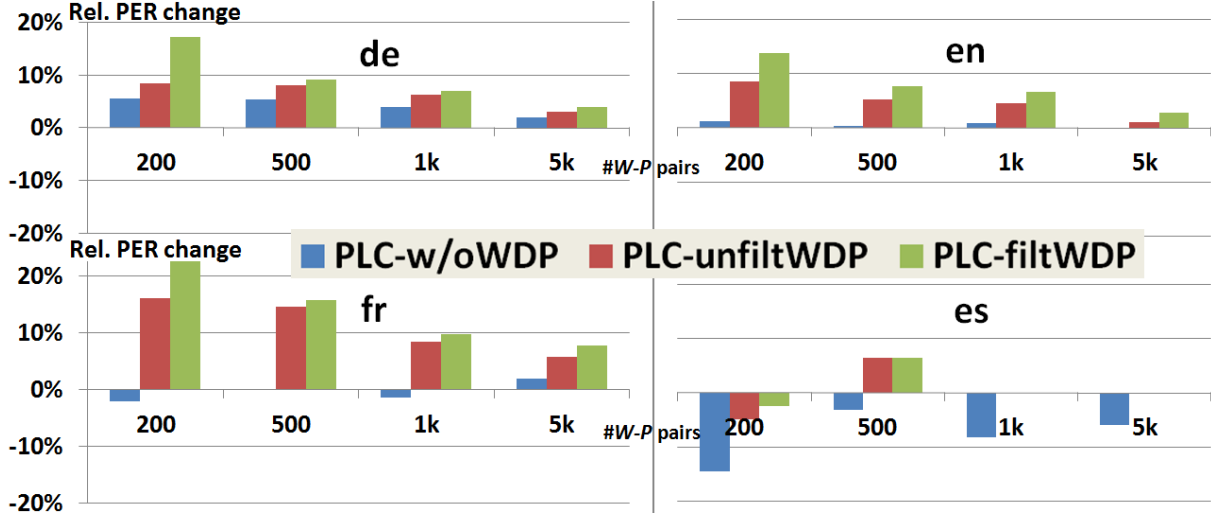 Rel. PER change
20%
de
en
10%
0%
200 500 1k 5k #W-P pairs 200 500 1k 5k
-10%
-20%
Rel. PER change
PLC-w/oWDP PLC-unfiltWDP PLC-filtWDP
20%
fr
es
10%
0%
200 500 1k 5k #W-P pairs 200 500 1k 5k
-10%
-20%